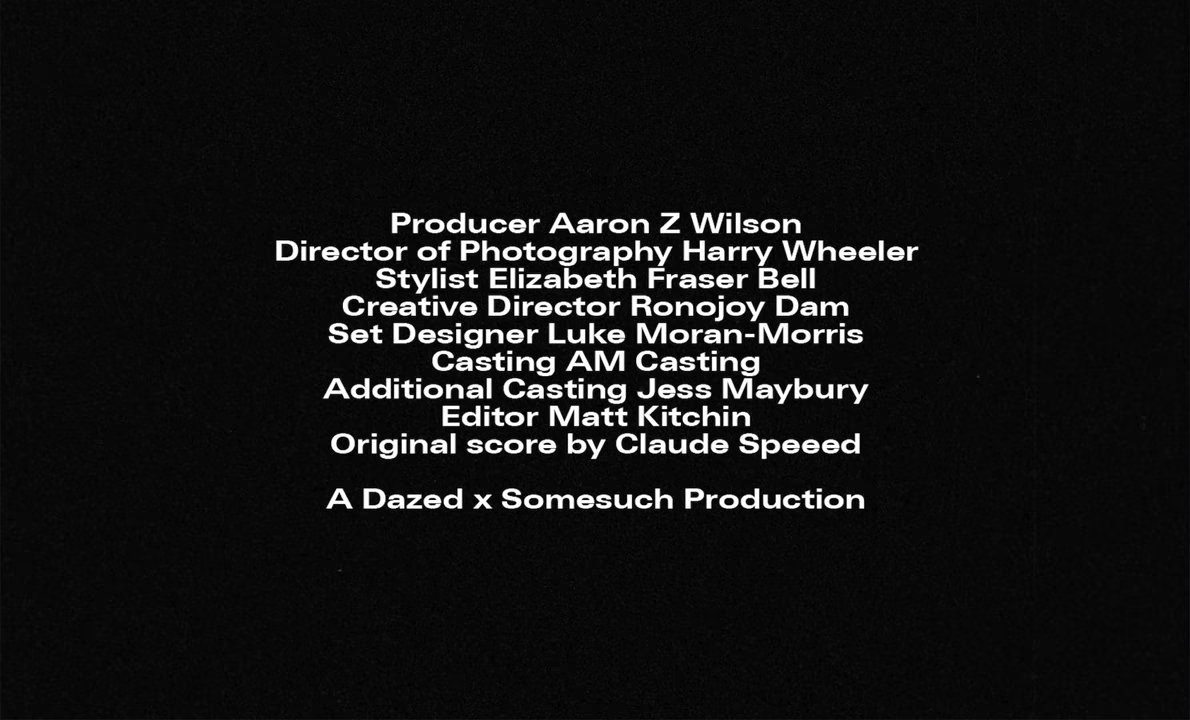 Producer Aaron Z Wilson
Director of Photography Harry Wheeler
Stylist Elizabeth Fraser Bell
Creative Director Ronojoy Dam
Set Designer Luke Moran-Morris
Casting AM Casting
Additional Casting Jess Maybury
Editor Matt Kitchin
Original score by Claude Speeed
A Dazed x Somesuch Production